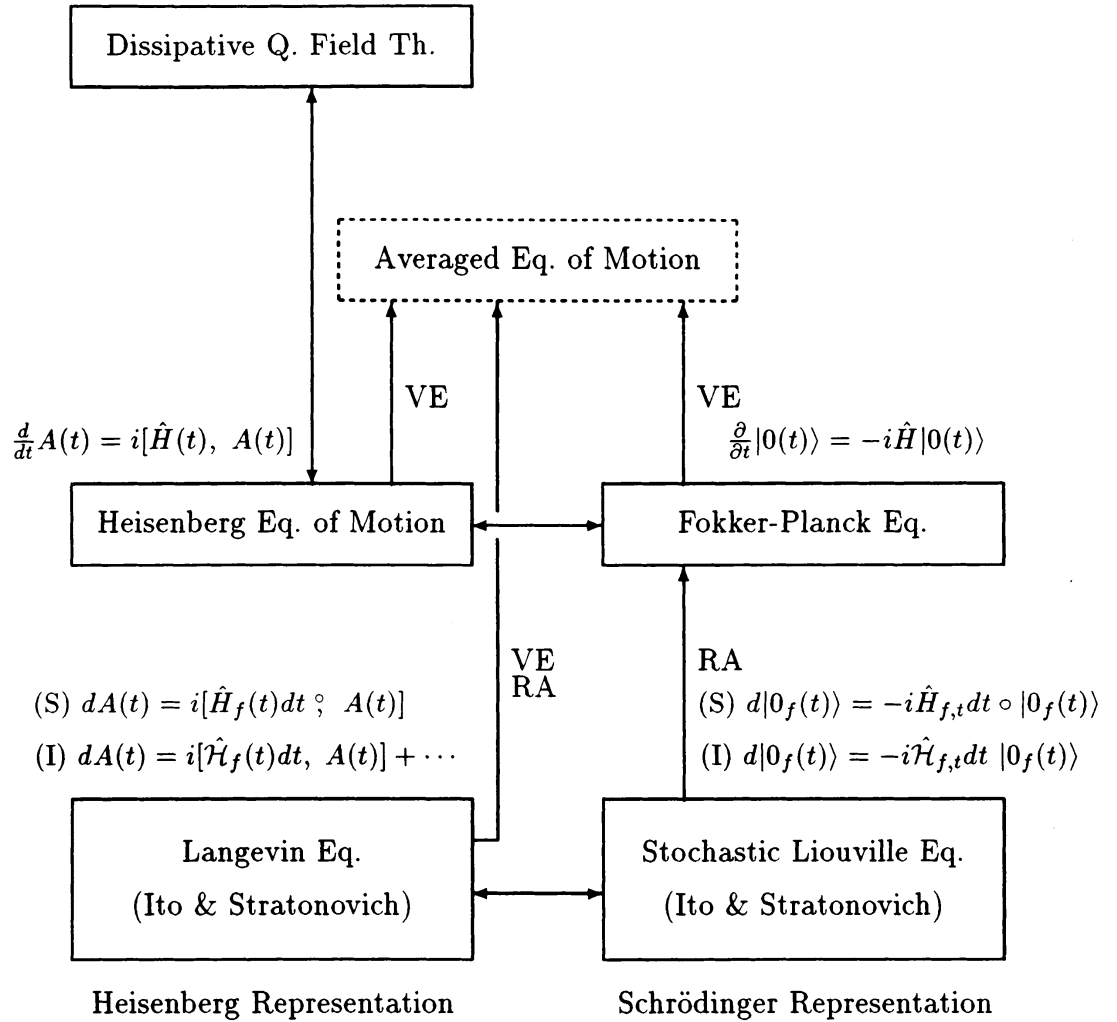 Dissipative Q. Field Th.
Averaged Eq. of Motion
VE
VE
d/dt A(t) = i[Ĥ(t), A(t)]
∂/∂t |0(t)⟩ = −iĤ|0(t)⟩
Heisenberg Eq. of Motion
Fokker-Planck Eq.
VE
RA
RA
(S) dA(t) = i[Ĥ_f(t)dt ⨟ A(t)]
(I) dA(t) = i[ℋ̂_f(t)dt, A(t)] + ···
(S) d|0_f(t)⟩ = −iĤ_{f,t}dt ∘ |0_f(t)⟩
(I) d|0_f(t)⟩ = −iℋ̂_{f,t}dt |0_f(t)⟩
Langevin Eq.
(Ito & Stratonovich)
Stochastic Liouville Eq.
(Ito & Stratonovich)
Heisenberg Representation
Schrödinger Representation